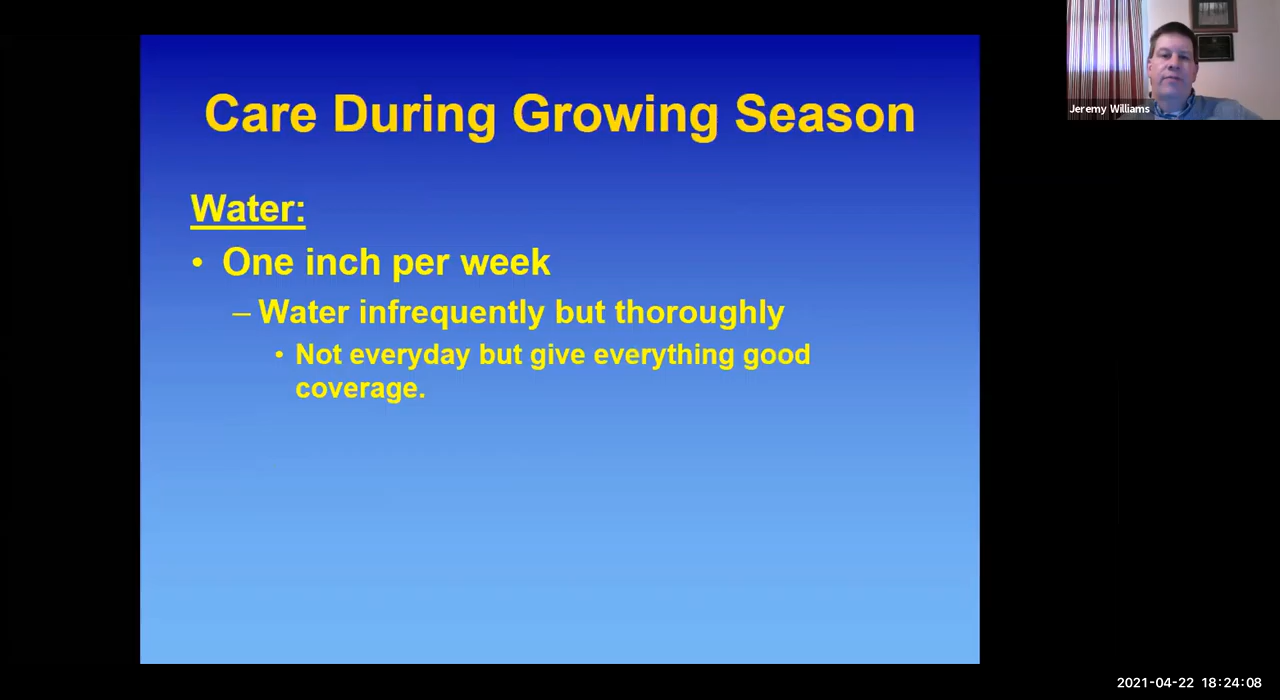 Care During Growing Season
Water:
• One inch per week
– Water infrequently but thoroughly
• Not everyday but give everything good
coverage.
Jeremy Williams
2021-04-22 18:24:08